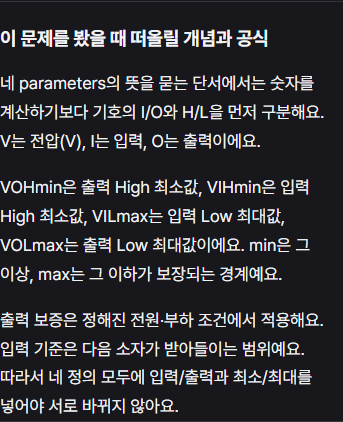 이 문제를 봤을 때 떠올릴 개념과 공식
네 parameters의 뜻을 묻는 단서에서는 숫자를
계산하기보다 기호의 I/O와 H/L을 먼저 구분해요.
V는 전압(V), I는 입력, O는 출력이에요.
VOHmin은 출력 High 최소값, VIHmin은 입력
High 최소값, VILmax는 입력 Low 최대값,
VOLmax는 출력 Low 최대값이에요. min은 그
이상, max는 그 이하가 보장되는 경계예요.
출력 보증은 정해진 전원·부하 조건에서 적용해요.
입력 기준은 다음 소자가 받아들이는 범위예요.
따라서 네 정의 모두에 입력/출력과 최소/최대를
넣어야 서로 바뀌지 않아요.